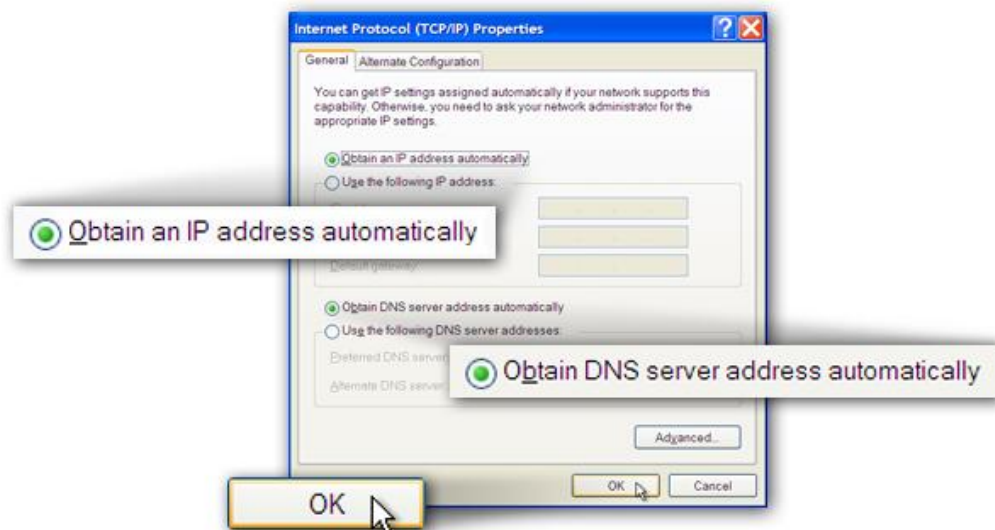 Internet Protocol (TCP/IP) Properties
General
Alternate Configuration
You can get IP settings assigned automatically if your network supports this
capability. Otherwise, you need to ask your network administrator for the
appropriate IP settings.
Obtain an IP address automatically
Use the following IP address:
Obtain an IP address automatically
Default gateway:
Obtain DNS server address automatically
Use the following DNS server addresses:
Preferred DNS server
Obtain DNS server address automatically
Alternate DNS server
Advanced...
OK
Cancel
OK